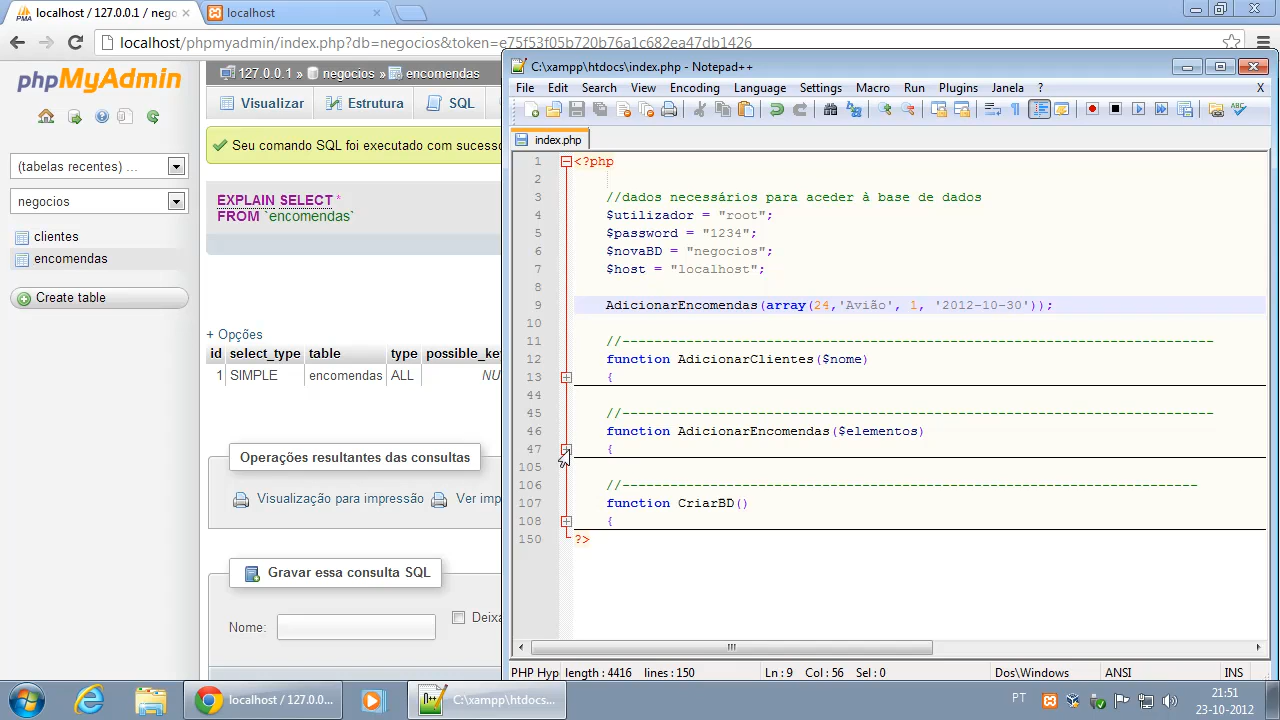 localhost / 127.0.0.1 / nego
localhost
localhost/phpmyadmin/index.php?db=negocios&token=e75f53f05b720b76a1c682ea47db1426
phpMyAdmin
(tabelas recentes) ...
negocios
clientes
encomendas
Create table
127.0.0.1 » negocios » encomendas
Visualizar
Estrutura
SQL
Seu comando SQL foi executado com sucesso
EXPLAIN SELECT *
FROM `encomendas`
+ Opções
id select_type table type possible_ke
1 SIMPLE encomendas ALL NU
Operações resultantes das consultas
Visualização para impressão Ver imp
Gravar essa consulta SQL
Nome:
Deixa
C:\xampp\htdocs\index.php - Notepad++
File Edit Search View Encoding Language Settings Macro Run Plugins Janela ? X
index.php
1 <?php
2
3 //dados necessários para aceder à base de dados
4 $utilizador = "root";
5 $password = "1234";
6 $novaBD = "negocios";
7 $host = "localhost";
8
9 AdicionarEncomendas(array(24,'Avião', 1, '2012-10-30'));
10
11 //--------------------------------------------------------------------------
12 function AdicionarClientes($nome)
13 {
44
45 //--------------------------------------------------------------------------
46 function AdicionarEncomendas($elementos)
47 {
105
106 //------------------------------------------------------------------------
107 function CriarBD()
108 {
150 ?>
PHP Hyp length : 4416 lines : 150 Ln : 9 Col : 56 Sel : 0 Dos\Windows ANSI INS
localhost / 127.0.0...
C:\xampp\htdocs...
PT
21:51
23-10-2012